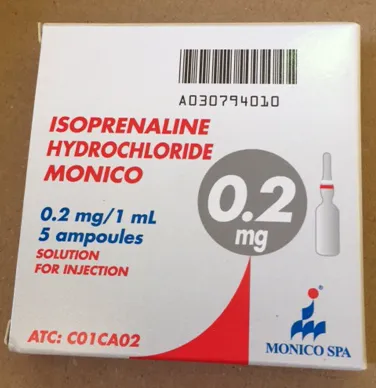 A030794010
ISOPRENALINE
HYDROCHLORIDE
MONICO
0.2 mg/1 mL
5 ampoules
SOLUTION
FOR INJECTION
0.2
mg
MONICO SPA
ATC: C01CA02